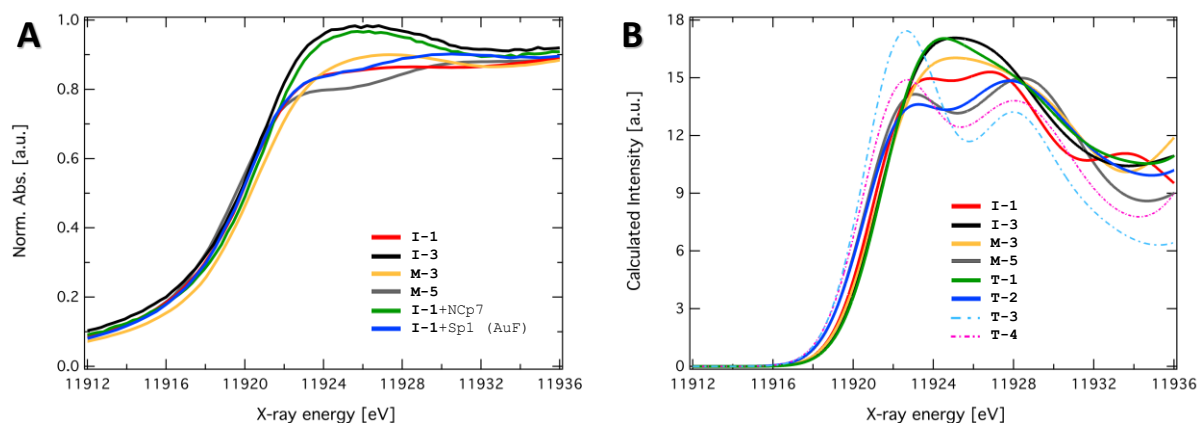 A
Norm. Abs. [a.u.]
1.0
0.8
0.6
0.4
0.2
0.0
I-1
I-3
M-3
M-5
I-1+NCp7
I-1+Sp1 (AuF)
11912 11916 11920 11924 11928 11932 11936
X-ray energy [eV]
B
Calculated Intensity [a.u.]
18
15
12
9
6
3
0
I-1
I-3
M-3
M-5
T-1
T-2
T-3
T-4
11912 11916 11920 11924 11928 11932 11936
X-ray energy [eV]